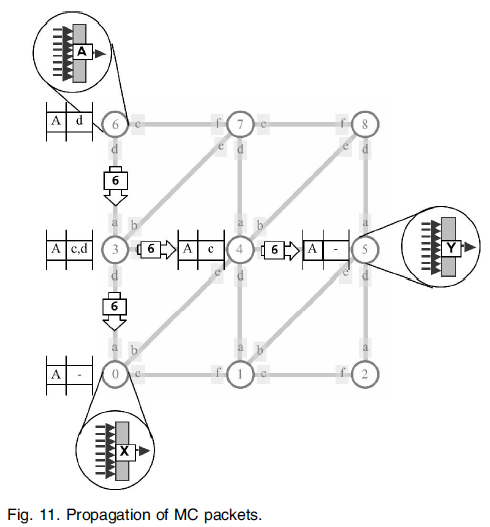 A
A d
6 c f 7 c f 8
d e d e d
6
a b a b a
A c,d 3 6 A c 4 6 A - 5 Y
d e d e d
6
a b a b a
A - 0 c f 1 c f 2
X
Fig. 11. Propagation of MC packets.